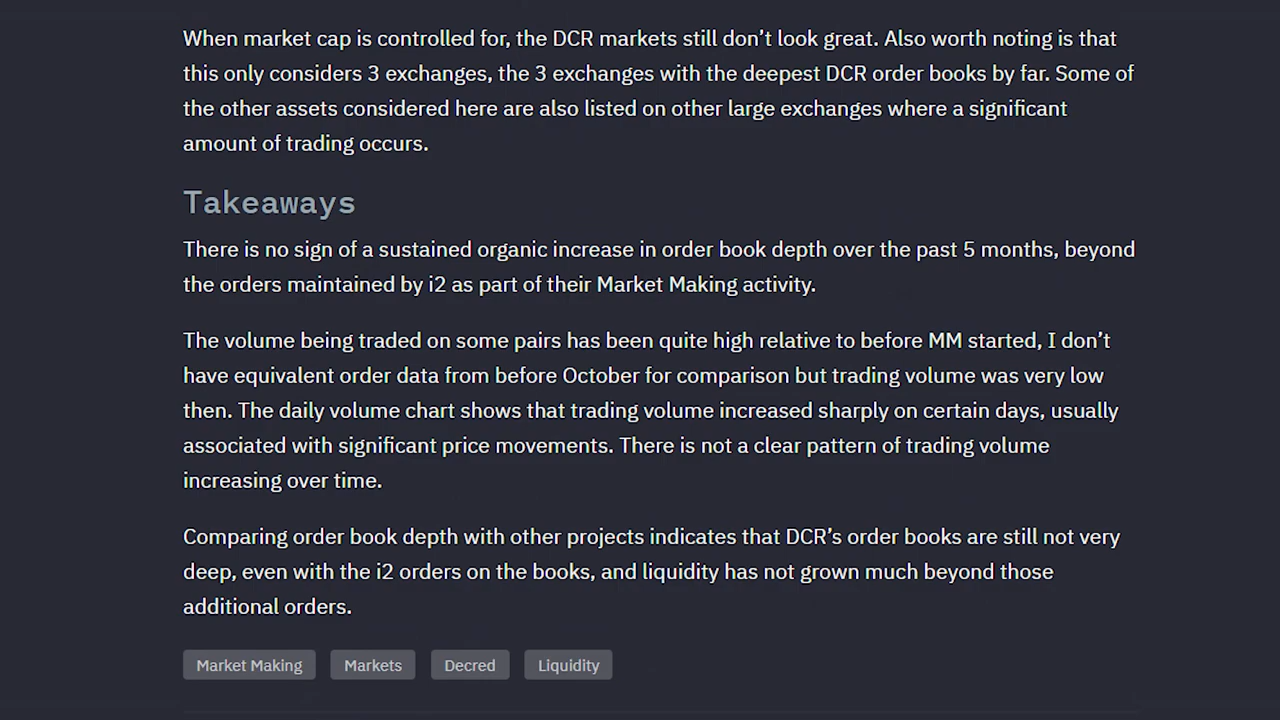 When market cap is controlled for, the DCR markets still don’t look great. Also worth noting is that
this only considers 3 exchanges, the 3 exchanges with the deepest DCR order books by far. Some of
the other assets considered here are also listed on other large exchanges where a significant
amount of trading occurs.
Takeaways
There is no sign of a sustained organic increase in order book depth over the past 5 months, beyond
the orders maintained by i2 as part of their Market Making activity.
The volume being traded on some pairs has been quite high relative to before MM started, I don’t
have equivalent order data from before October for comparison but trading volume was very low
then. The daily volume chart shows that trading volume increased sharply on certain days, usually
associated with significant price movements. There is not a clear pattern of trading volume
increasing over time.
Comparing order book depth with other projects indicates that DCR’s order books are still not very
deep, even with the i2 orders on the books, and liquidity has not grown much beyond those
additional orders.
Market Making Markets Decred Liquidity